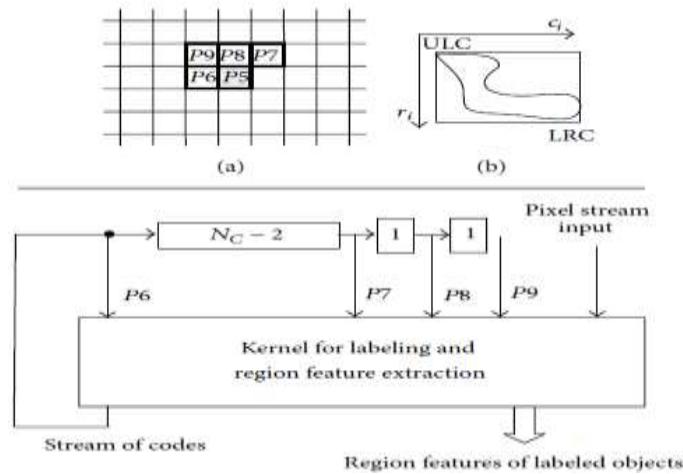 P9 P8 P7
P6 P5
(a)
c_i
ULC
r_i
LRC
(b)
Pixel stream
input
N_C − 2
1
1
P6
P7
P8
P9
Kernel for labeling and
region feature extraction
Stream of codes
Region features of labeled objects